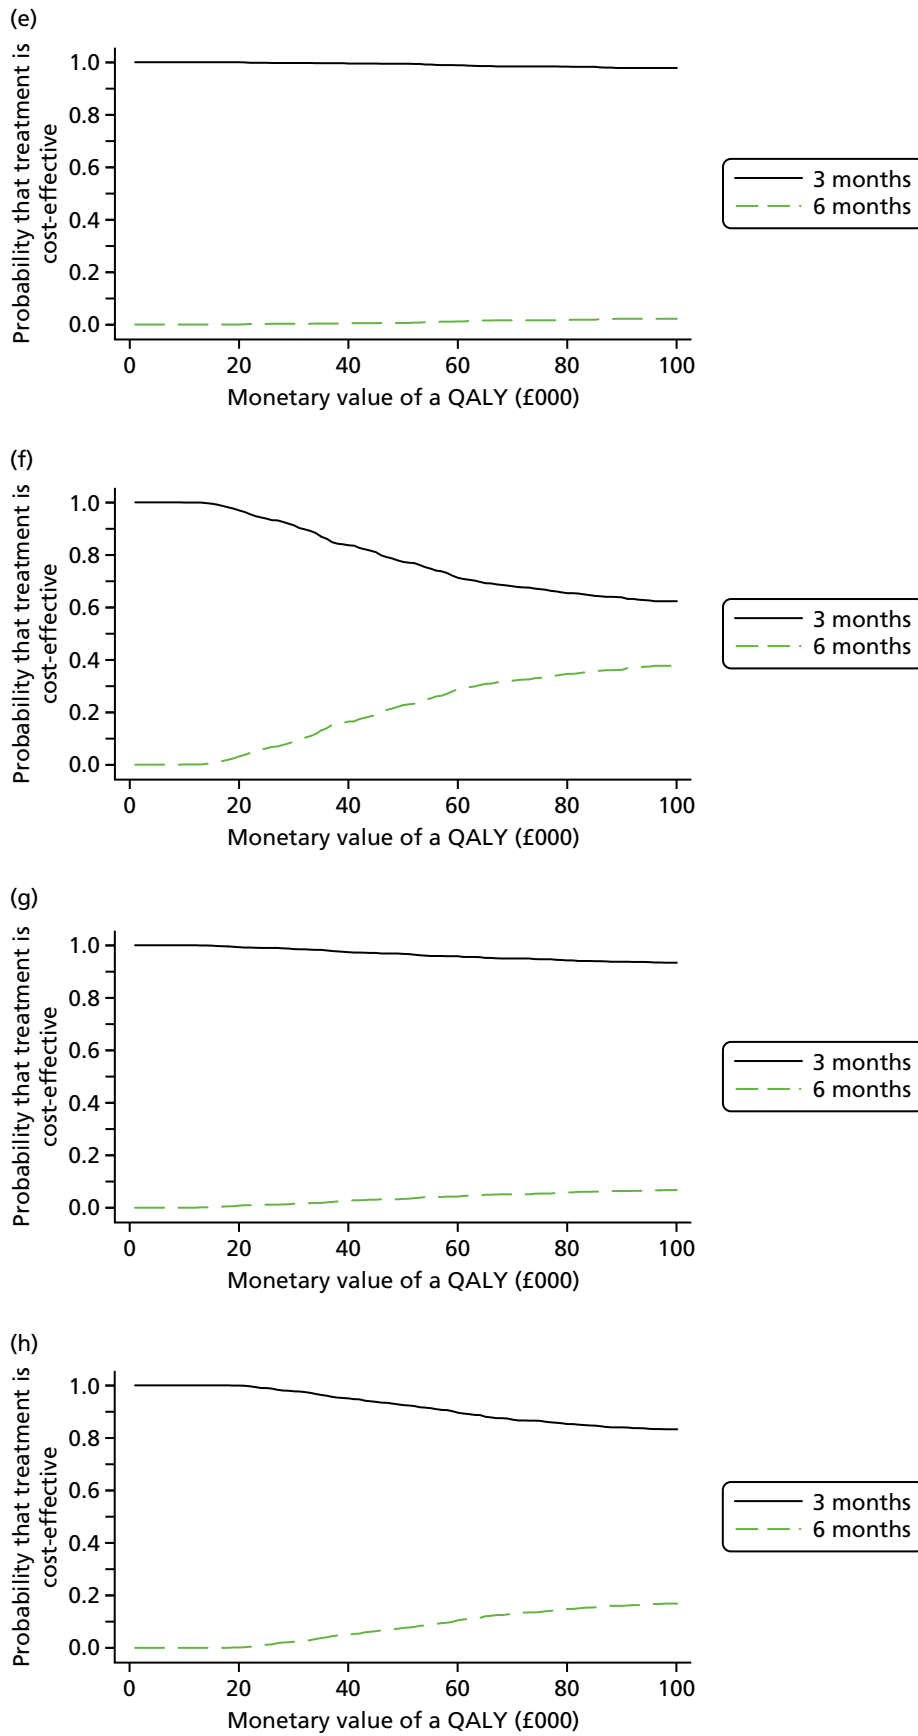 (e)
Probability that treatment is
cost-effective
1.0
0.8
0.6
0.4
0.2
0.0
0 20 40 60 80 100
Monetary value of a QALY (£000)
3 months
6 months
(f)
Probability that treatment is
cost-effective
1.0
0.8
0.6
0.4
0.2
0.0
0 20 40 60 80 100
Monetary value of a QALY (£000)
3 months
6 months
(g)
Probability that treatment is
cost-effective
1.0
0.8
0.6
0.4
0.2
0.0
0 20 40 60 80 100
Monetary value of a QALY (£000)
3 months
6 months
(h)
Probability that treatment is
cost-effective
1.0
0.8
0.6
0.4
0.2
0.0
0 20 40 60 80 100
Monetary value of a QALY (£000)
3 months
6 months